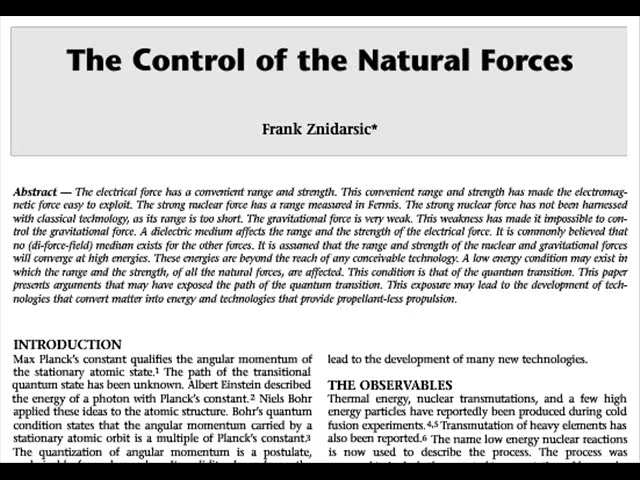 The Control of the Natural Forces
Frank Znidarsic*
Abstract — The electrical force has a convenient range and strength. This convenient range and strength has made the electromag-
netic force easy to exploit. The strong nuclear force has a range measured in Fermis. The strong nuclear force has not been harnessed
with classical technology, as its range is too short. The gravitational force is very weak. This weakness has made it impossible to con-
trol the gravitational force. A dielectric medium affects the range and the strength of the electrical force. It is commonly believed that
no (di-force-field) medium exists for the other forces. It is assumed that the range and strength of the nuclear and gravitational forces
will converge at high energies. These energies are beyond the reach of any conceivable technology. A low energy condition may exist in
which the range and the strength, of all the natural forces, are affected. This condition is that of the quantum transition. This paper
presents arguments that may have exposed the path of the quantum transition. This exposure may lead to the development of tech-
nologies that convert matter into energy and technologies that provide propellant-less propulsion.
INTRODUCTION
Max Planck's constant qualifies the angular momentum of
the stationary atomic state.1 The path of the transitional
quantum state has been unknown. Albert Einstein described
the energy of a photon with Planck's constant.2 Niels Bohr
applied these ideas to the atomic structure. Bohr's quantum
condition states that the angular momentum carried by a
stationary atomic orbit is a multiple of Planck's constant.3
The quantization of angular momentum is a postulate,
lead to the development of many new technologies.
THE OBSERVABLES
Thermal energy, nuclear transmutations, and a few high
energy particles have reportedly been produced during cold
fusion experiments.4,5 Transmutation of heavy elements has
also been reported.6 The name low energy nuclear reactions
is now used to describe the process. The process was